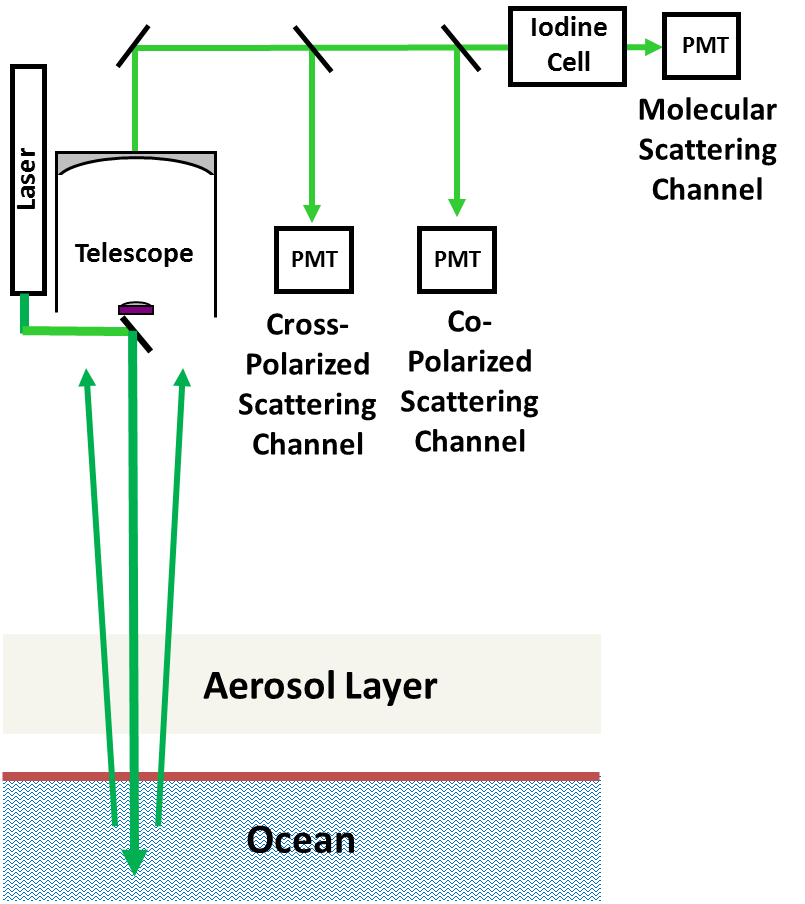 Iodine
Cell
PMT
Molecular
Scattering
Channel
Laser
Telescope
PMT
Cross-
Polarized
Scattering
Channel
PMT
Co-
Polarized
Scattering
Channel
Aerosol Layer
Ocean